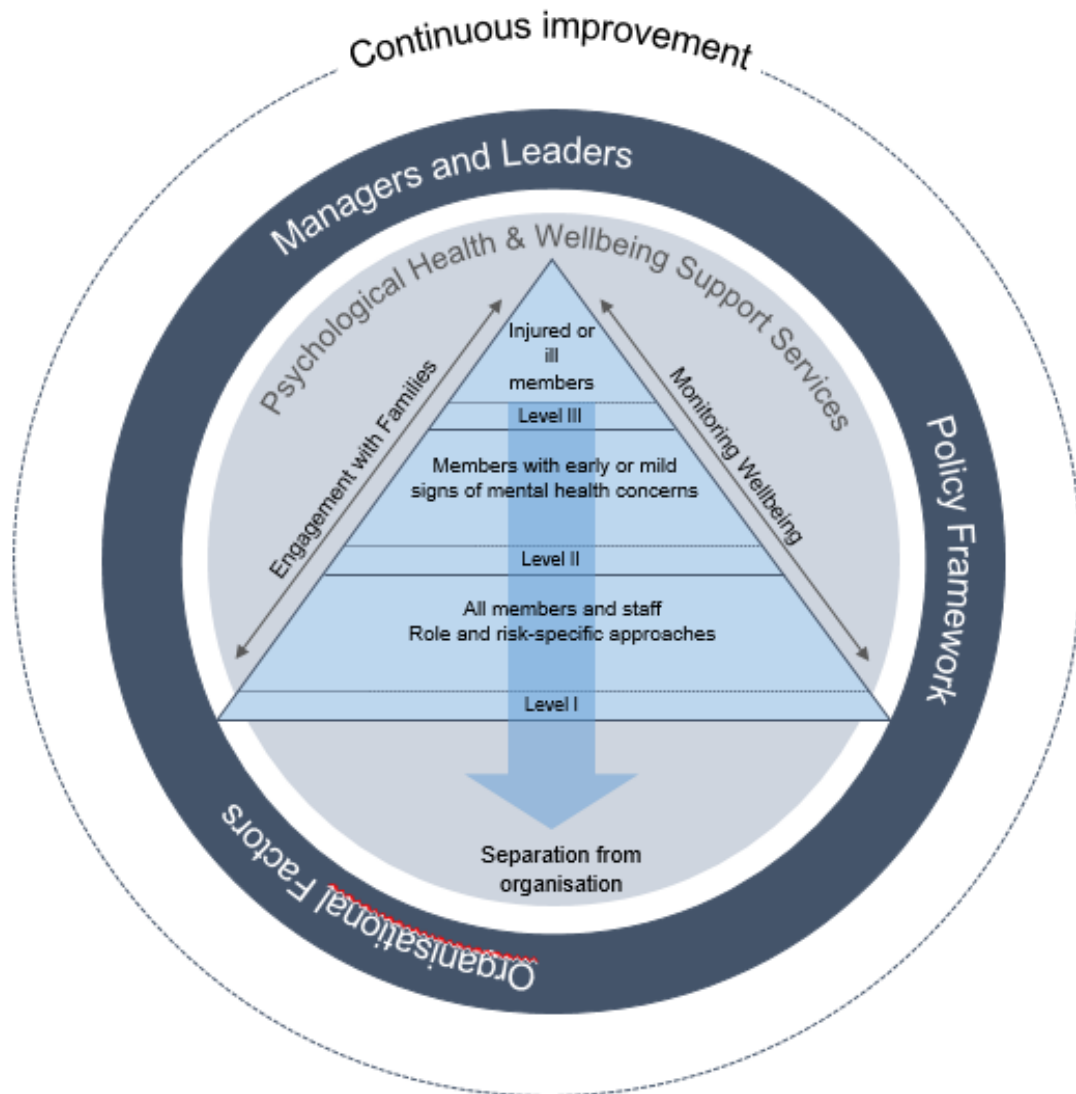 Continuous improvement
Managers and Leaders
Psychological Health & Wellbeing Support Services
Policy Framework
Organisational Factors
Engagement with Families
Monitoring Wellbeing
Injured or
ill
members
Level III
Members with early or mild
signs of mental health concerns
Level II
All members and staff
Role and risk-specific approaches
Level I
Separation from
organisation